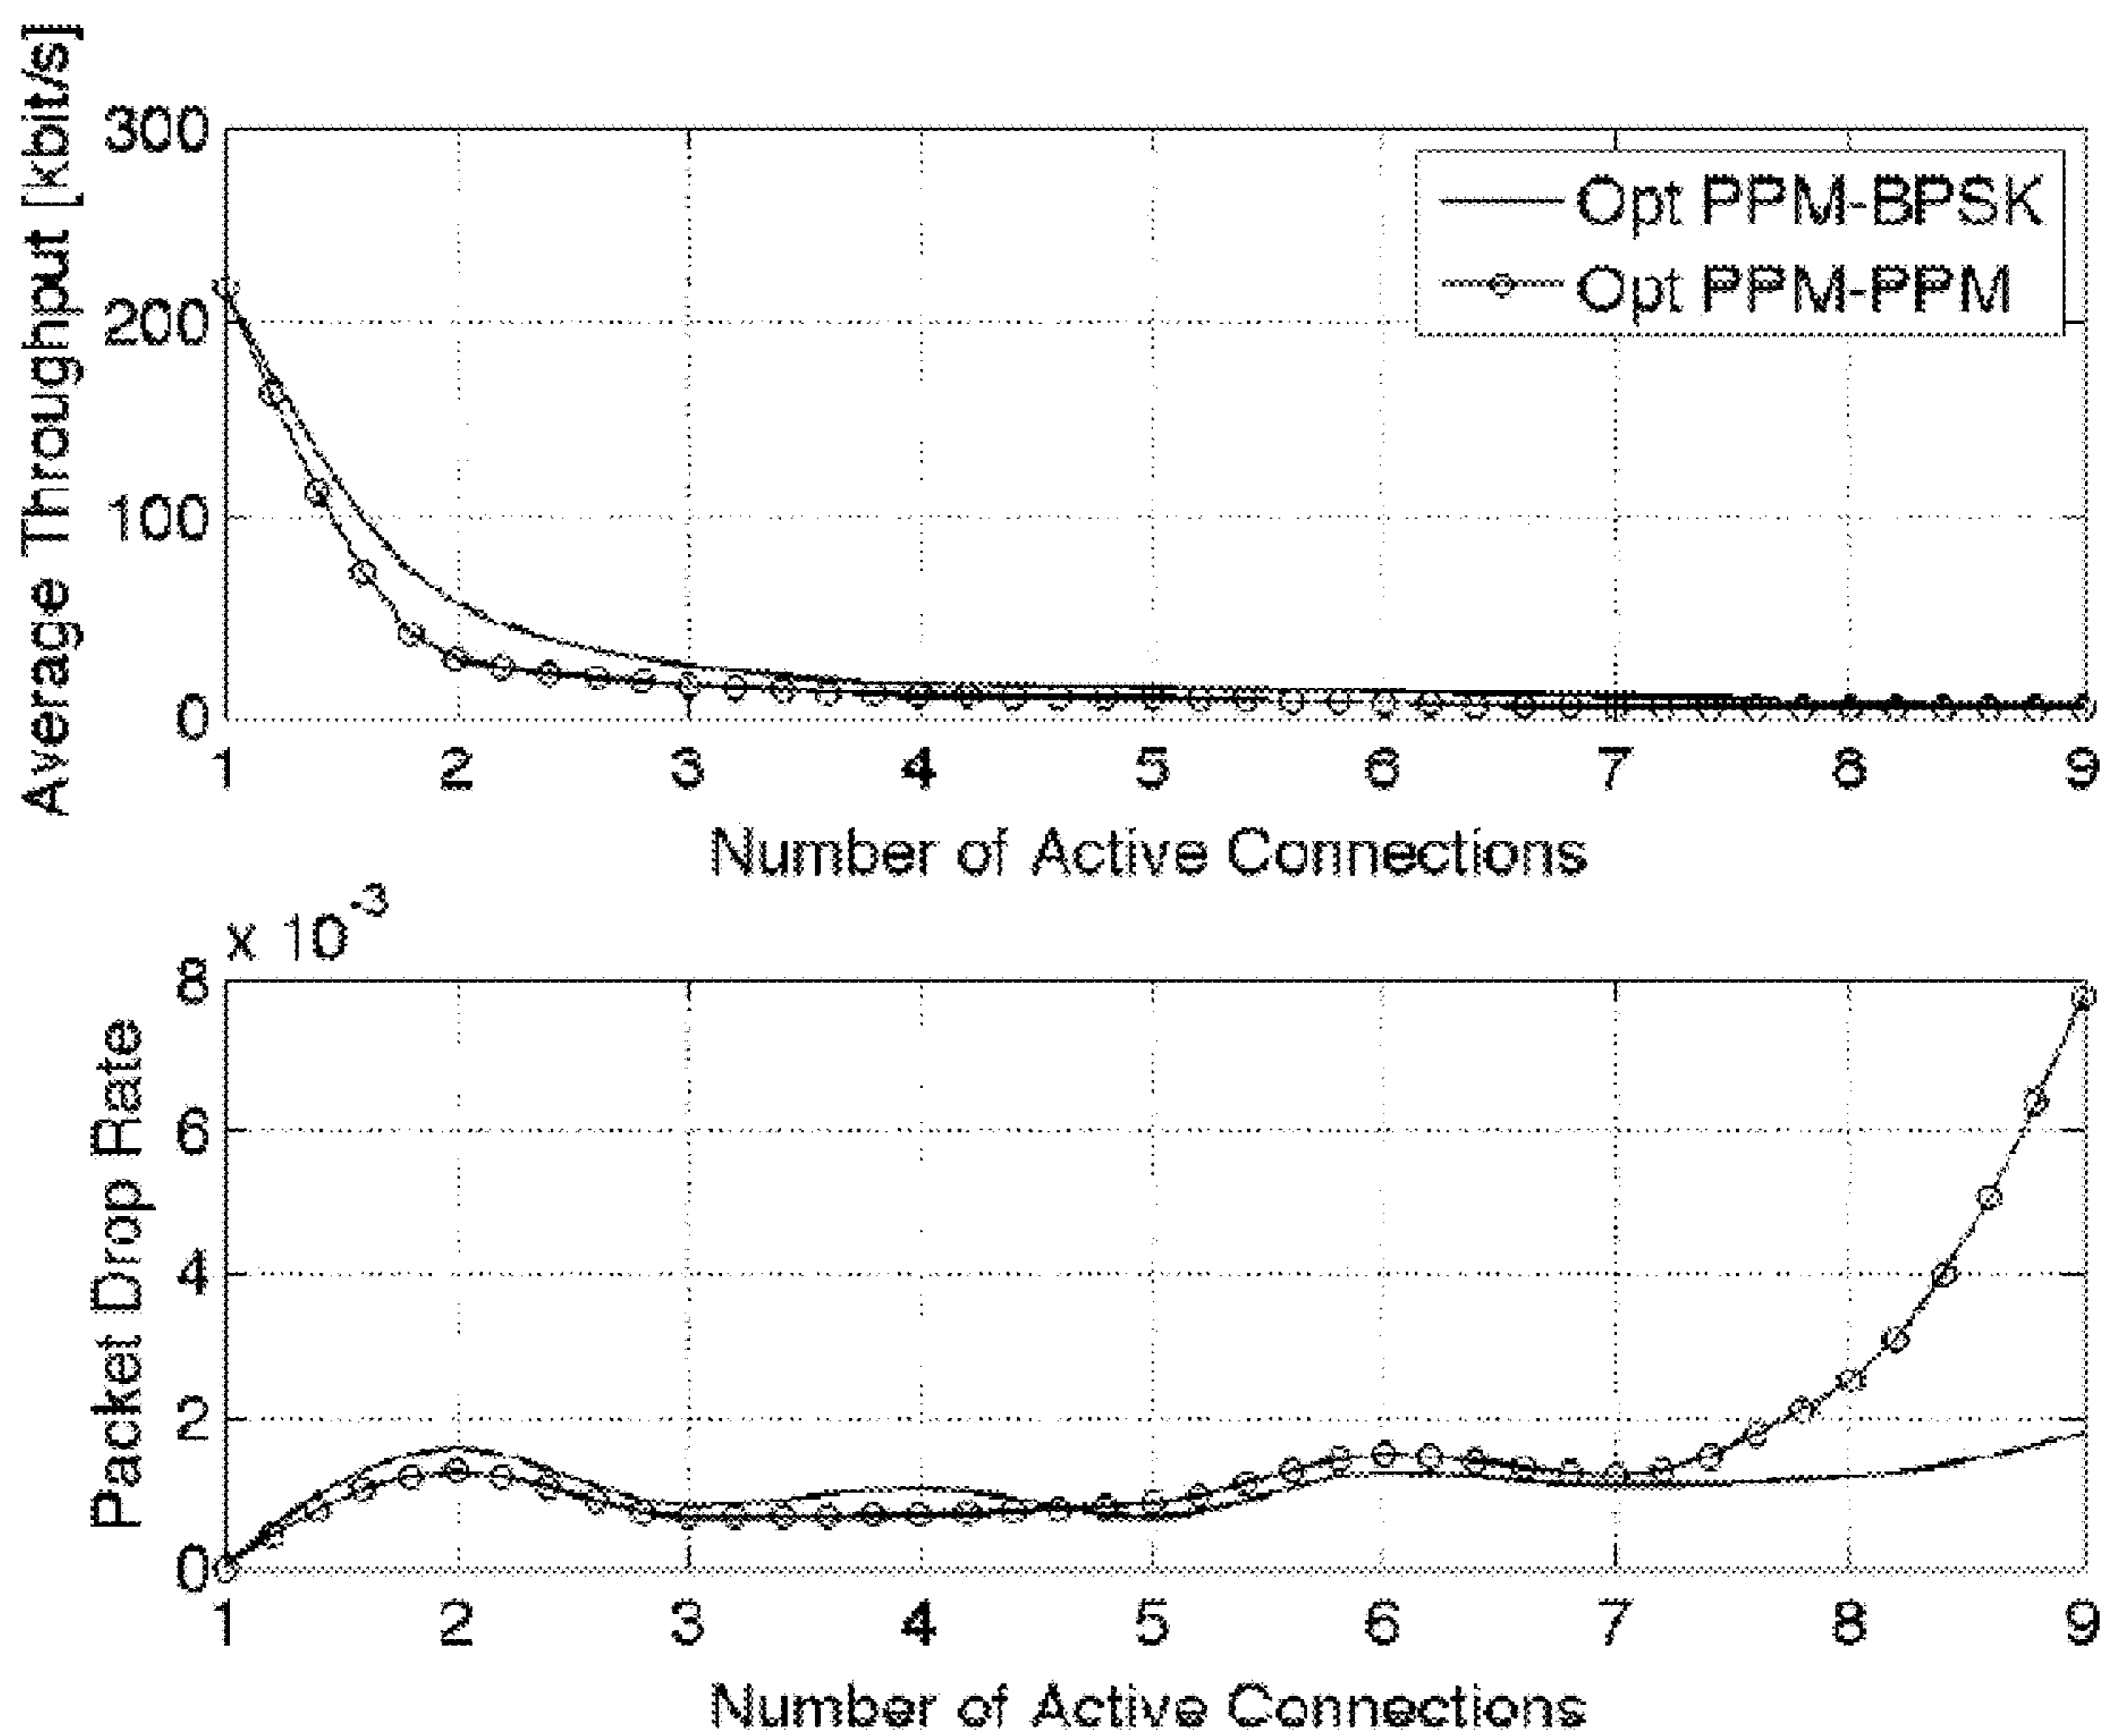 Average Throughput [kbit/s]
300
200
100
0
Opt PPM-BPSK
Opt PPM-PPM
1 2 3 4 5 6 7 8 9
Number of Active Connections
x 10-3
Packet Drop Rate
8
6
4
2
0
1 2 3 4 5 6 7 8 9
Number of Active Connections